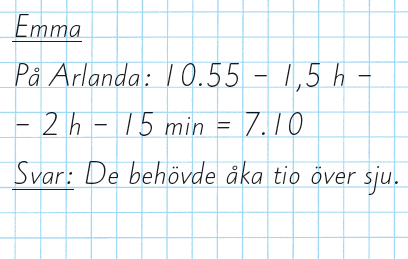 Emma
På Arlanda: 10.55 – 1,5 h –
– 2 h – 15 min = 7.10
Svar: De behövde åka tio över sju.